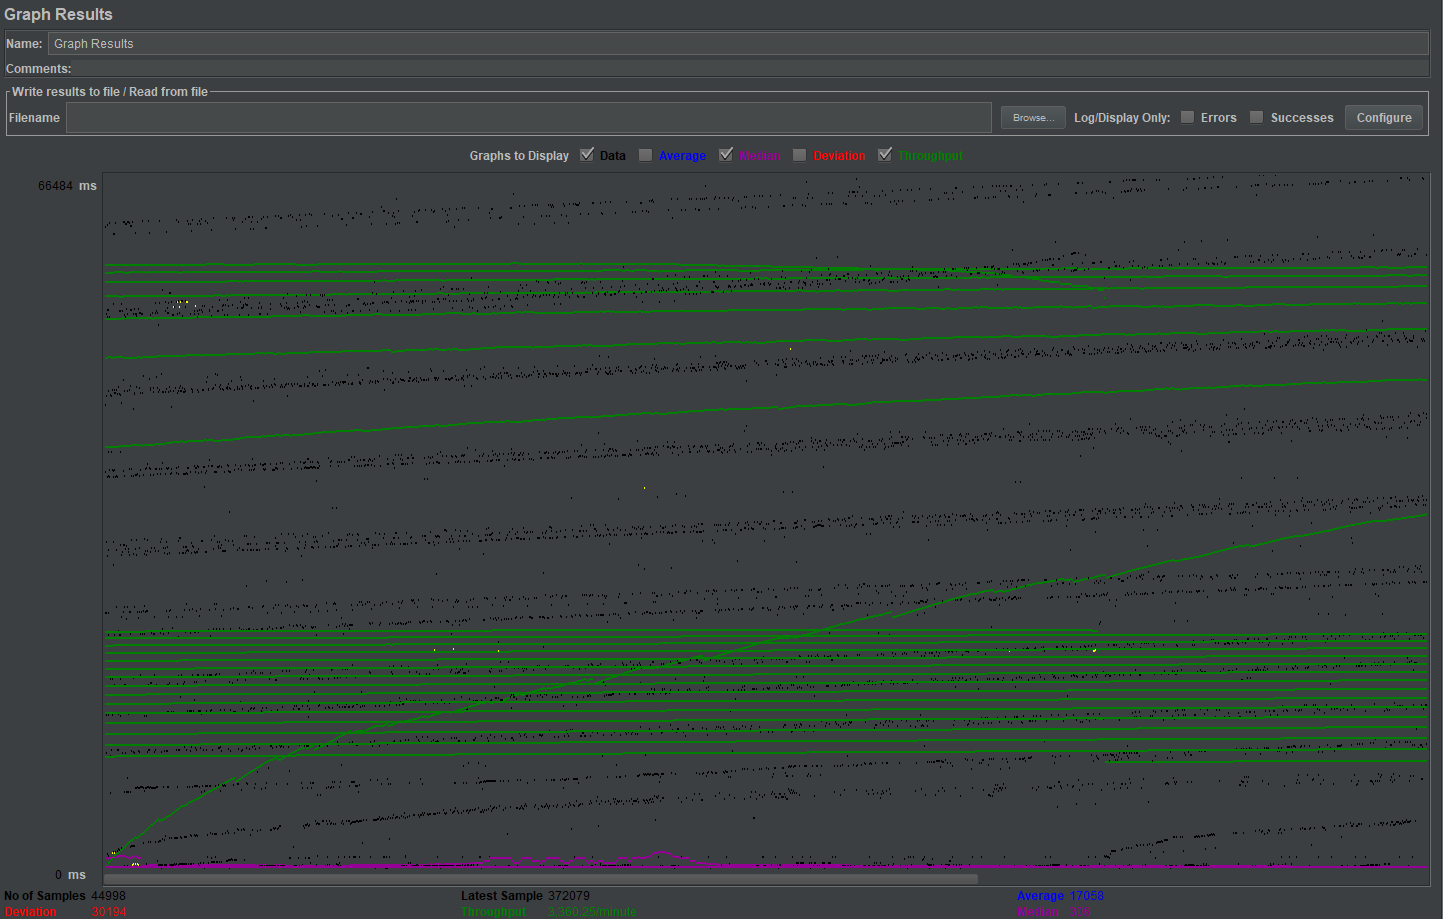 Graph Results
Name: Graph Results
Comments:
Write results to file / Read from file
Filename Browse... Log/Display Only: Errors Successes Configure
Graphs to Display Data Average Median Deviation Throughput
66484 ms
0 ms
No of Samples 44998 Latest Sample 372079 Average 17058
Deviation 30194 Throughput 3,360.25/minute Median